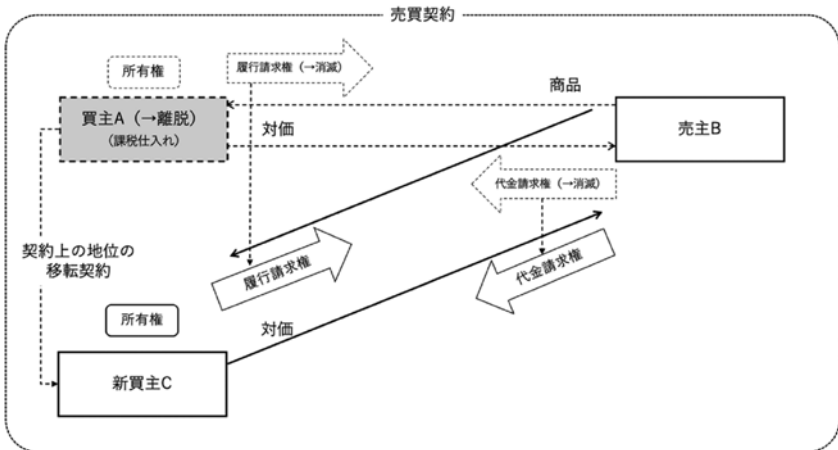 売買契約
所有権
履行請求権（→消滅）
商品
買主A（→離脱）
（課税仕入れ）
対価
売主B
代金請求権（→消滅）
契約上の地位の
移転契約
履行請求権
代金請求権
所有権
対価
新買主C